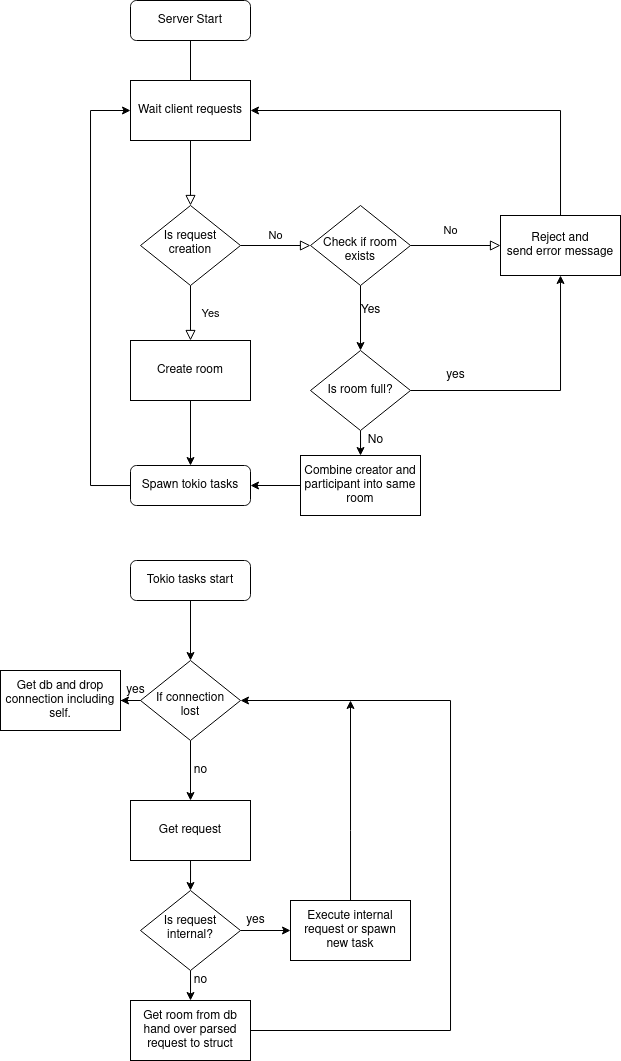 Server Start
Wait client requests
Is request
creation
No
Check if room
exists
No
Reject and
send error message
Yes
Yes
Create room
Is room full?
yes
No
Spawn tokio tasks
Combine creator and
participant into same
room
Tokio tasks start
Get db and drop
connection including
self.
yes
If connection
lost
no
Get request
Is request
internal?
yes
Execute internal
request or spawn
new task
no
Get room from db
hand over parsed
request to struct